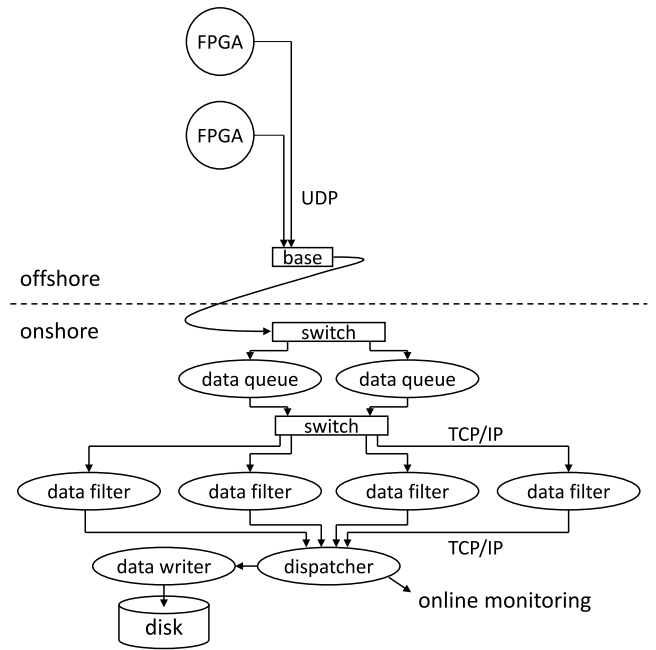 FPGA
FPGA
UDP
base
offshore
onshore
switch
data queue data queue
switch
TCP/IP
data filter data filter data filter data filter
TCP/IP
data writer dispatcher
online monitoring
disk